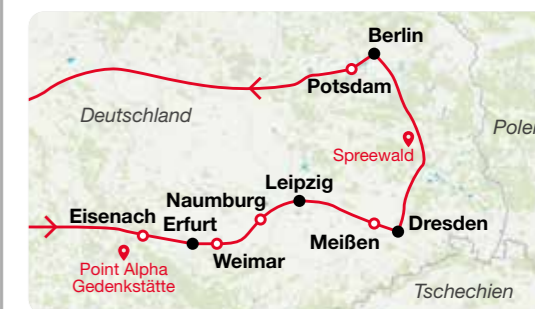 Berlin
Potsdam
Deutschland
Polen
Spreewald
Leipzig
Naumburg
Eisenach
Erfurt
Dresden
Meißen
Weimar
Point Alpha
Gedenkstätte
Tschechien